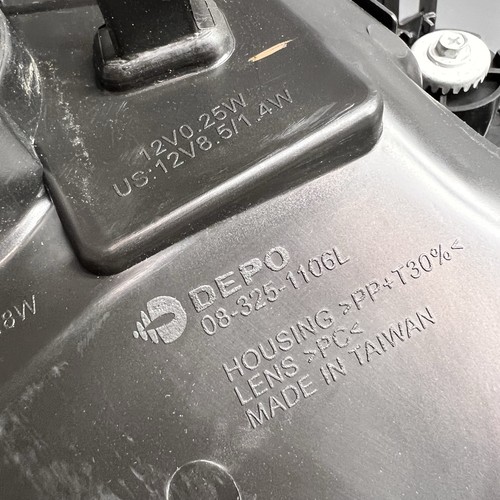 12V0.25W
US:12V8.5/1.4W
8W
DEPO
08-325-1106L
HOUSING >PP+T30%<
LENS >PC<
MADE IN TAIWAN